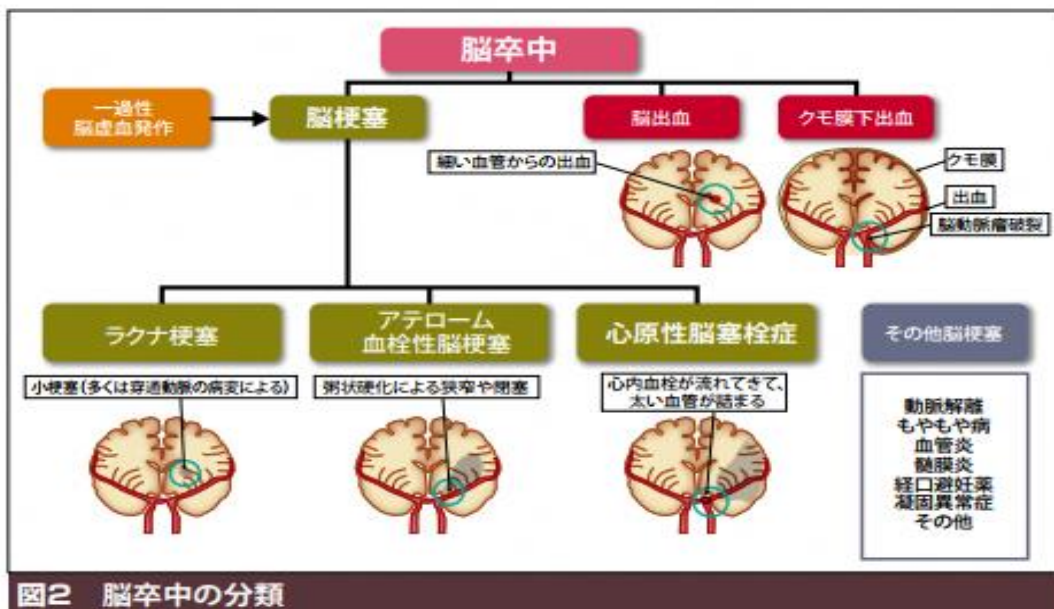 脳卒中
一過性
脳虚血発作
脳梗塞
脳出血
クモ膜下出血
細い血管からの出血
クモ膜
出血
脳動脈瘤破裂
ラクナ梗塞
アテローム
血栓性脳梗塞
心原性脳塞栓症
その他脳梗塞
小梗塞(多くは穿通動脈の病変による)
粥状硬化による狭窄や閉塞
心内血栓が流れてきて、
太い血管が詰まる
動脈解離
もやもや病
血管炎
髄膜炎
経口避妊薬
凝固異常症
その他
図2 脳卒中の分類